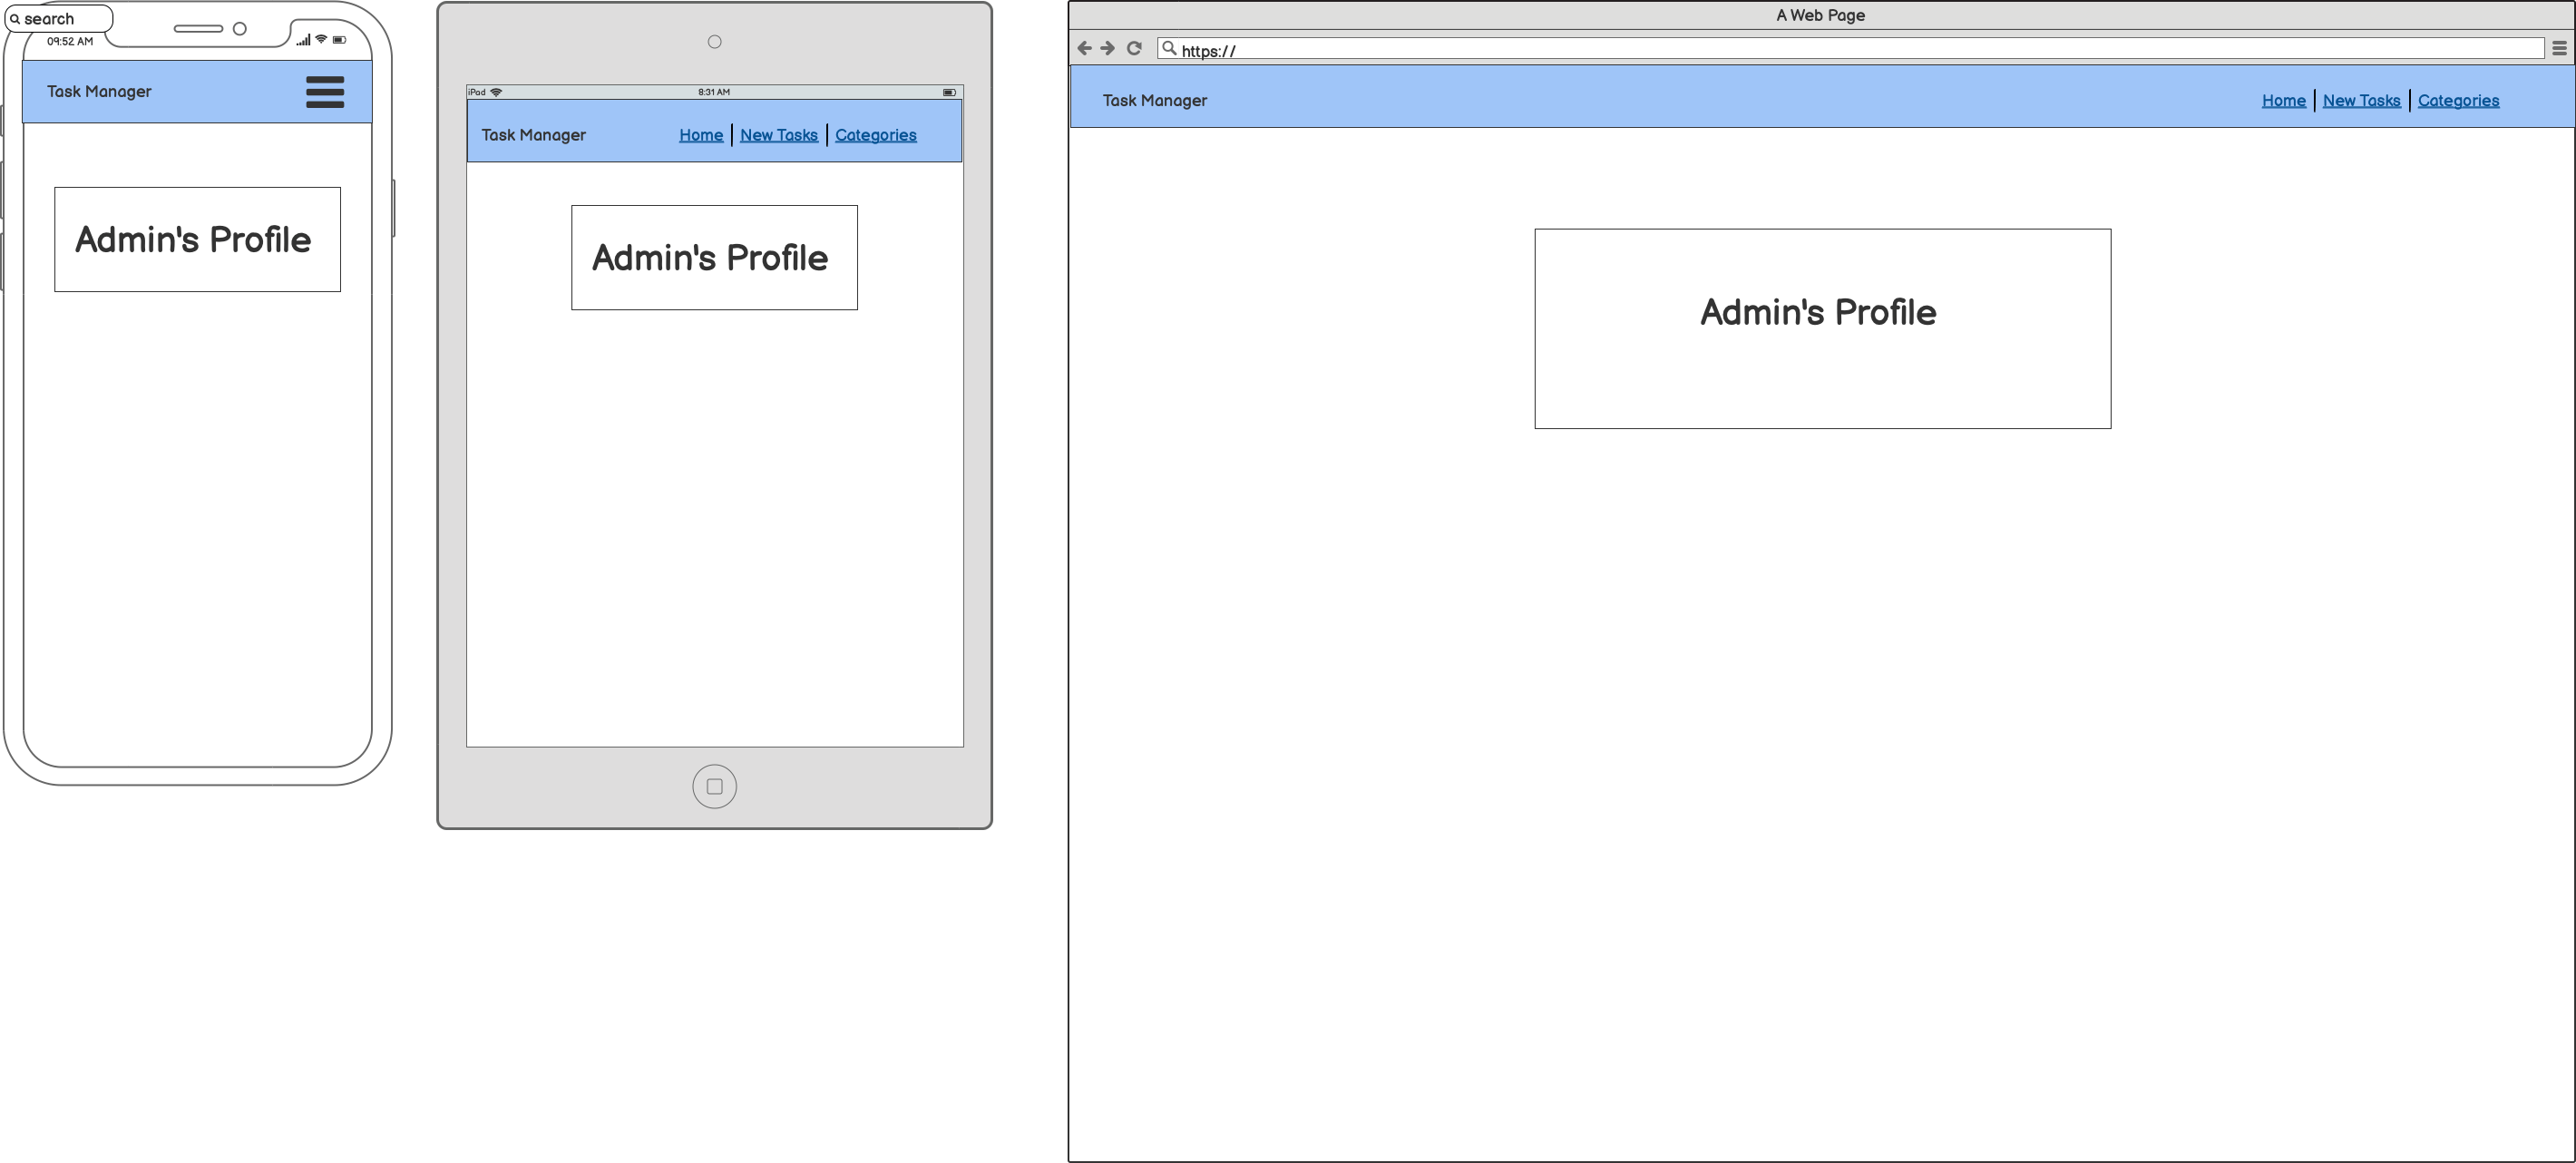 search
09:52 AM
Task Manager
Admin's Profile
iPad 8:31 AM
Task Manager Home New Tasks Categories
Admin's Profile
A Web Page
https://
Task Manager Home New Tasks Categories
Admin's Profile